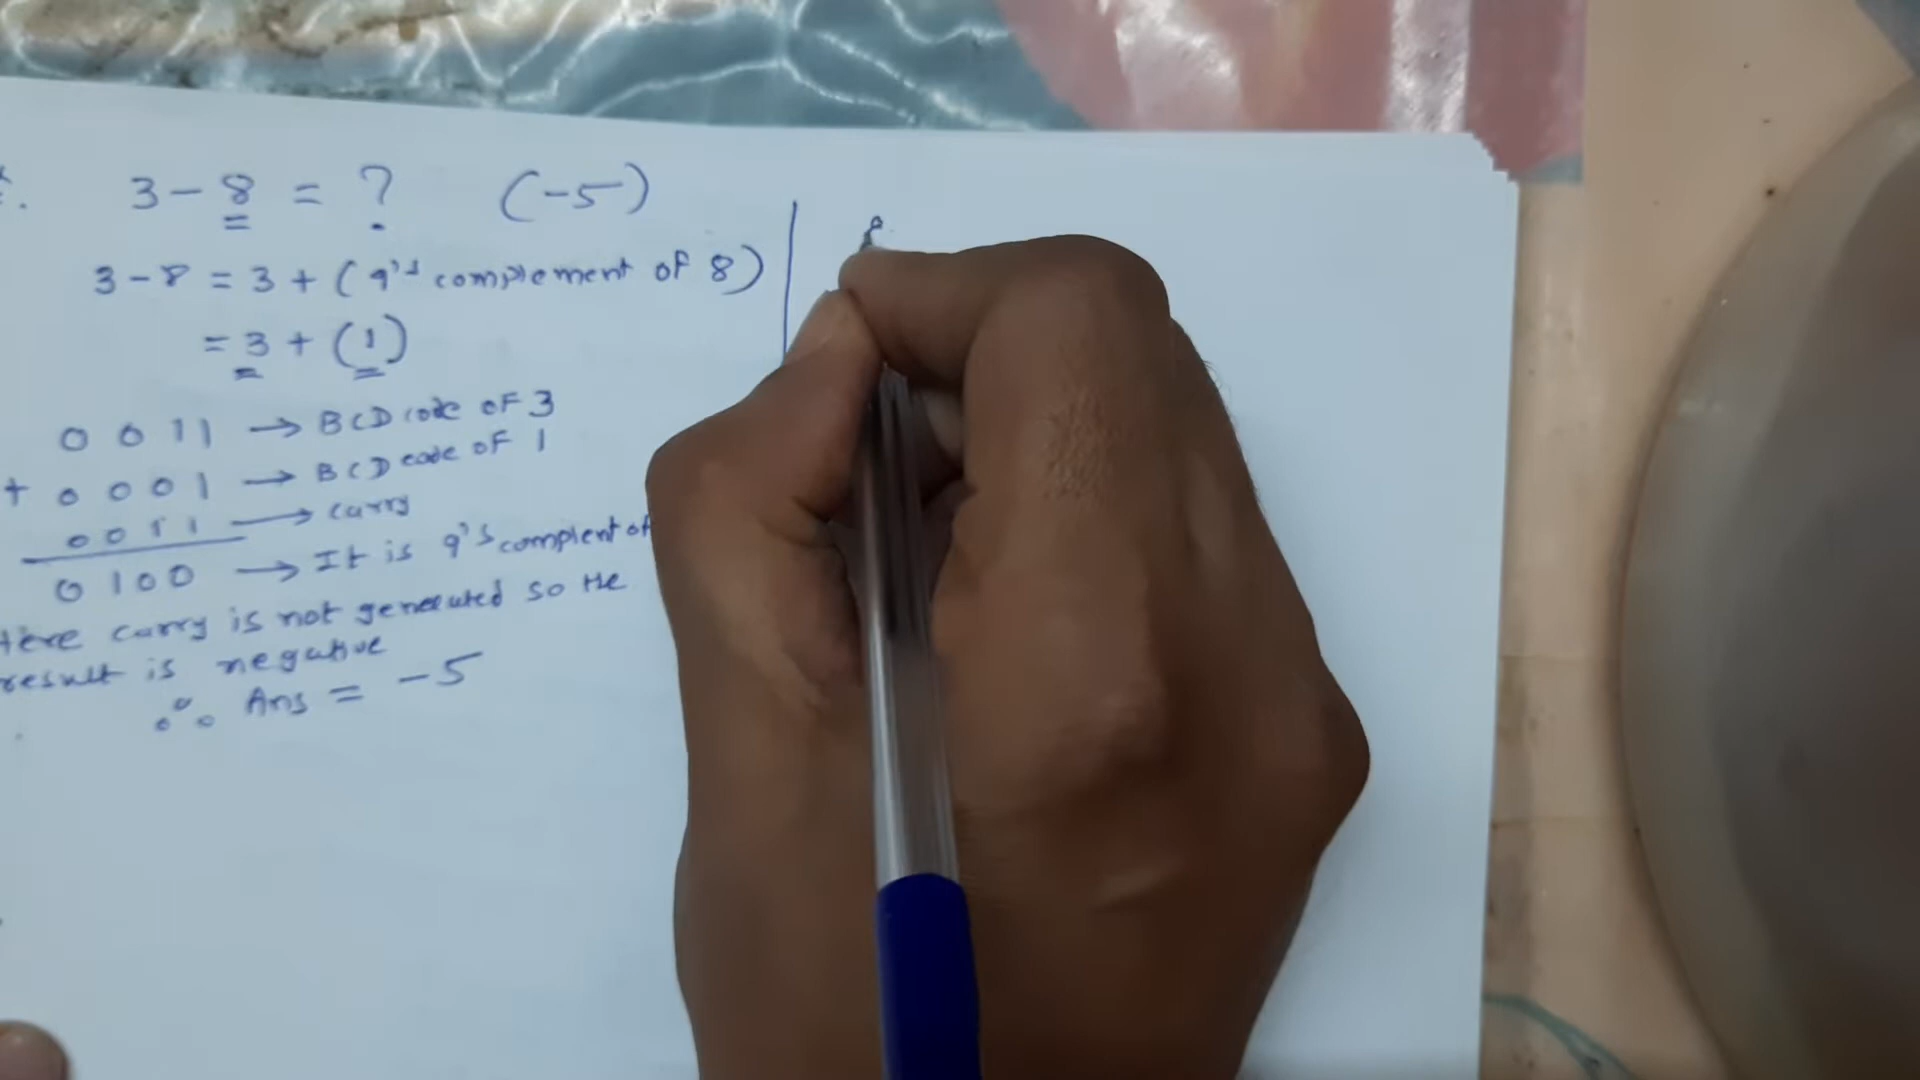 3 - 8 = ? (-5)
3 - 8 = 3 + ( 9's complement of 8)
= 3 + (1)
0 0 1 1 → BCD code of 3
+ 0 0 0 1 → BCD code of 1
0 0 1 1 → carry
0 1 0 0 → It is 9's complent of
Here carry is not generated so the
result is negative
∴ Ans = -5